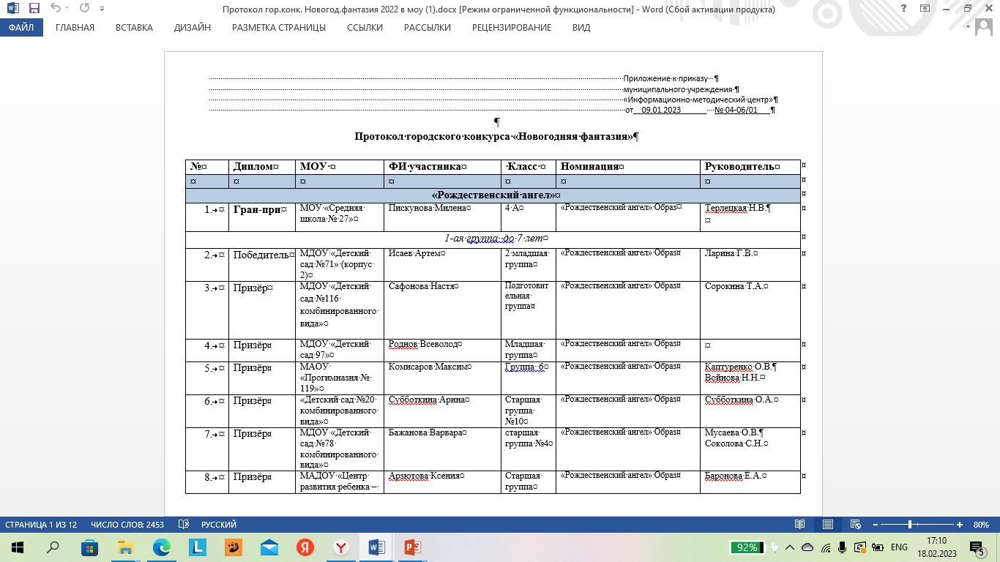 Протокол гор.конк. Новогод.фантазия 2022 в моу (1).docx [Режим ограниченной функциональности] - Word (Сбой активации продукта)
ФАЙЛ ГЛАВНАЯ ВСТАВКА ДИЗАЙН РАЗМЕТКА СТРАНИЦЫ ССЫЛКИ РАССЫЛКИ РЕЦЕНЗИРОВАНИЕ ВИД
Приложение к приказу
муниципального учреждения
«Информационно-методический центр»
от__09.01.2023______ № 04-06/01___
Протокол городского конкурса «Новогодняя фантазия»
№ Диплом МОУ ФИ участника Класс Номинация Руководитель
«Рождественский ангел»
1. Гран-при МОУ «Средняя Пискунова Милена 4 А «Рождественский ангел» Образ Терлецкая Н.В.
школа № 27»
1-ая группа до 7 лет
2. Победитель МДОУ «Детский Исаев Артем 2 младшая «Рождественский ангел» Образ Ларина Г.В.
сад №71» (корпус группа
2)
3. Призёр МДОУ «Детский Сафонова Настя Подготовит «Рождественский ангел» Образ Сорокина Т.А.
сад №116 ельная
комбинированного группа
вида»
4. Призёр МДОУ «Детский Роднов Всеволод Младшая «Рождественский ангел» Образ
сад 97» группа
5. Призёр МАОУ Комисаров Максим Группа 6 «Рождественский ангел» Образ Каптуренко О.В.
«Прогимназия № Войнова Н.Н.
119»
6. Призёр «Детский сад №20 Субботкина Арина Старшая «Рождественский ангел» Образ Субботкина О.А.
комбинированного группа
вида» №10
7. Призёр МДОУ «Детский Бажанова Варвара старшая «Рождественский ангел» Образ Мусаева О.В.
сад №78 группа №4 Соколова С.Н.
комбинированного
вида»
8. Призёр МАДОУ «Центр Арзютова Ксения Старшая «Рождественский ангел» Образ Баронова Е.А.
развития ребенка – группа
СТРАНИЦА 1 ИЗ 12 ЧИСЛО СЛОВ: 2453 РУССКИЙ 80%
92% ENG 17:10
18.02.2023 5